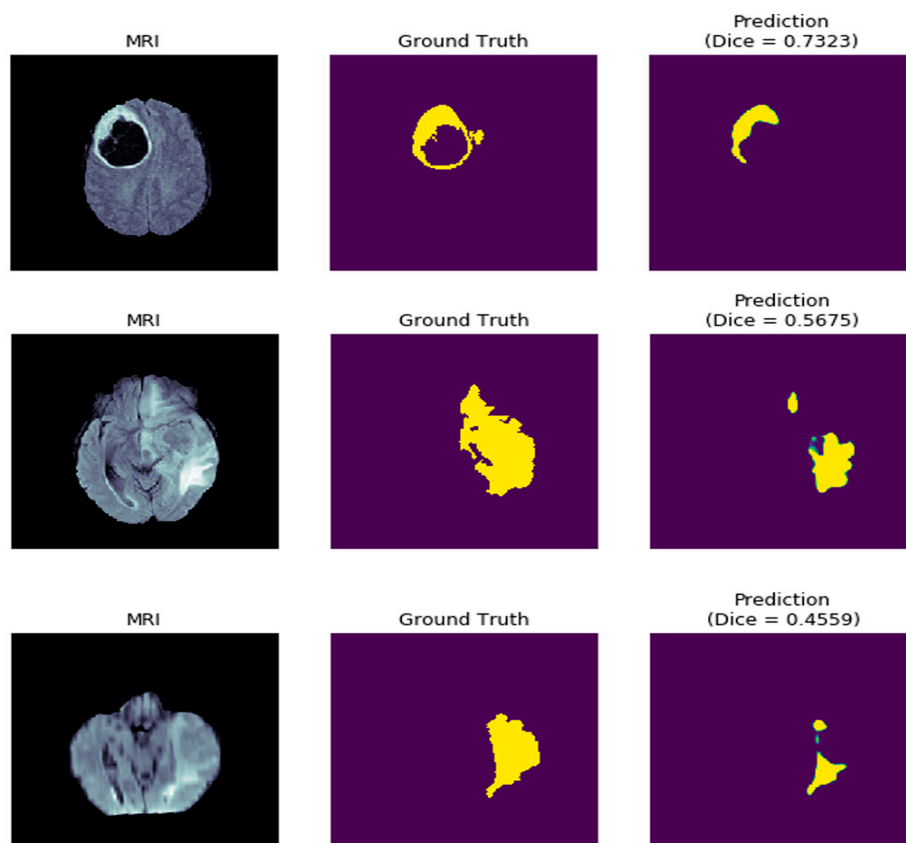 MRI
Ground Truth
Prediction
(Dice = 0.7323)
MRI
Ground Truth
Prediction
(Dice = 0.5675)
MRI
Ground Truth
Prediction
(Dice = 0.4559)